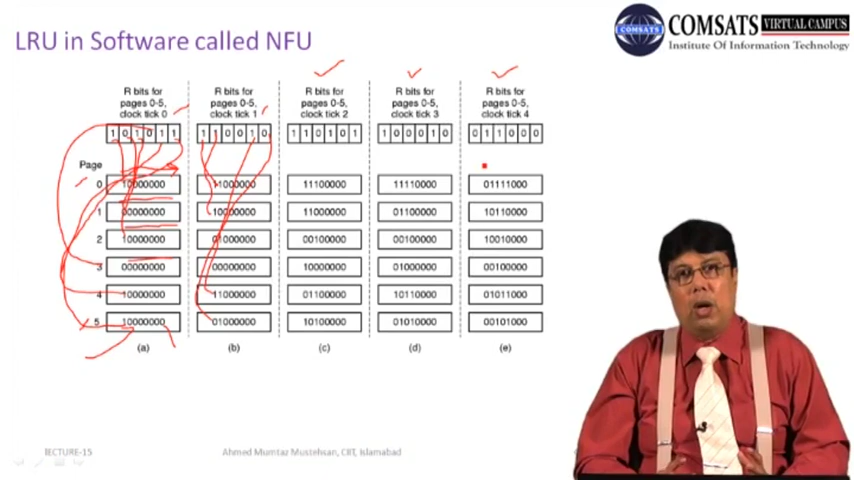 LRU in Software called NFU
COMSATS VIRTUAL CAMPUS
Institute Of Information Technology
COMSATS
R bits for R bits for R bits for R bits for R bits for
pages 0-5, pages 0-5, pages 0-5, pages 0-5, pages 0-5,
clock tick 0 clock tick 1 clock tick 2 clock tick 3 clock tick 4
1 0 1 0 1 1 1 1 0 0 1 0 1 1 0 1 0 1 1 0 0 0 1 0 0 1 1 0 0 0
Page
0 10000000 11000000 11100000 11110000 01111000
1 00000000 10000000 11000000 01100000 10110000
2 10000000 01000000 00100000 00100000 10010000
3 00000000 00000000 10000000 01000000 00100000
4 10000000 11000000 01100000 10110000 01011000
5 10000000 01000000 10100000 01010000 00101000
(a) (b) (c) (d) (e)
lECTURE-15 Ahmed Mumtaz Mustehsan, CIIT, Islamabad